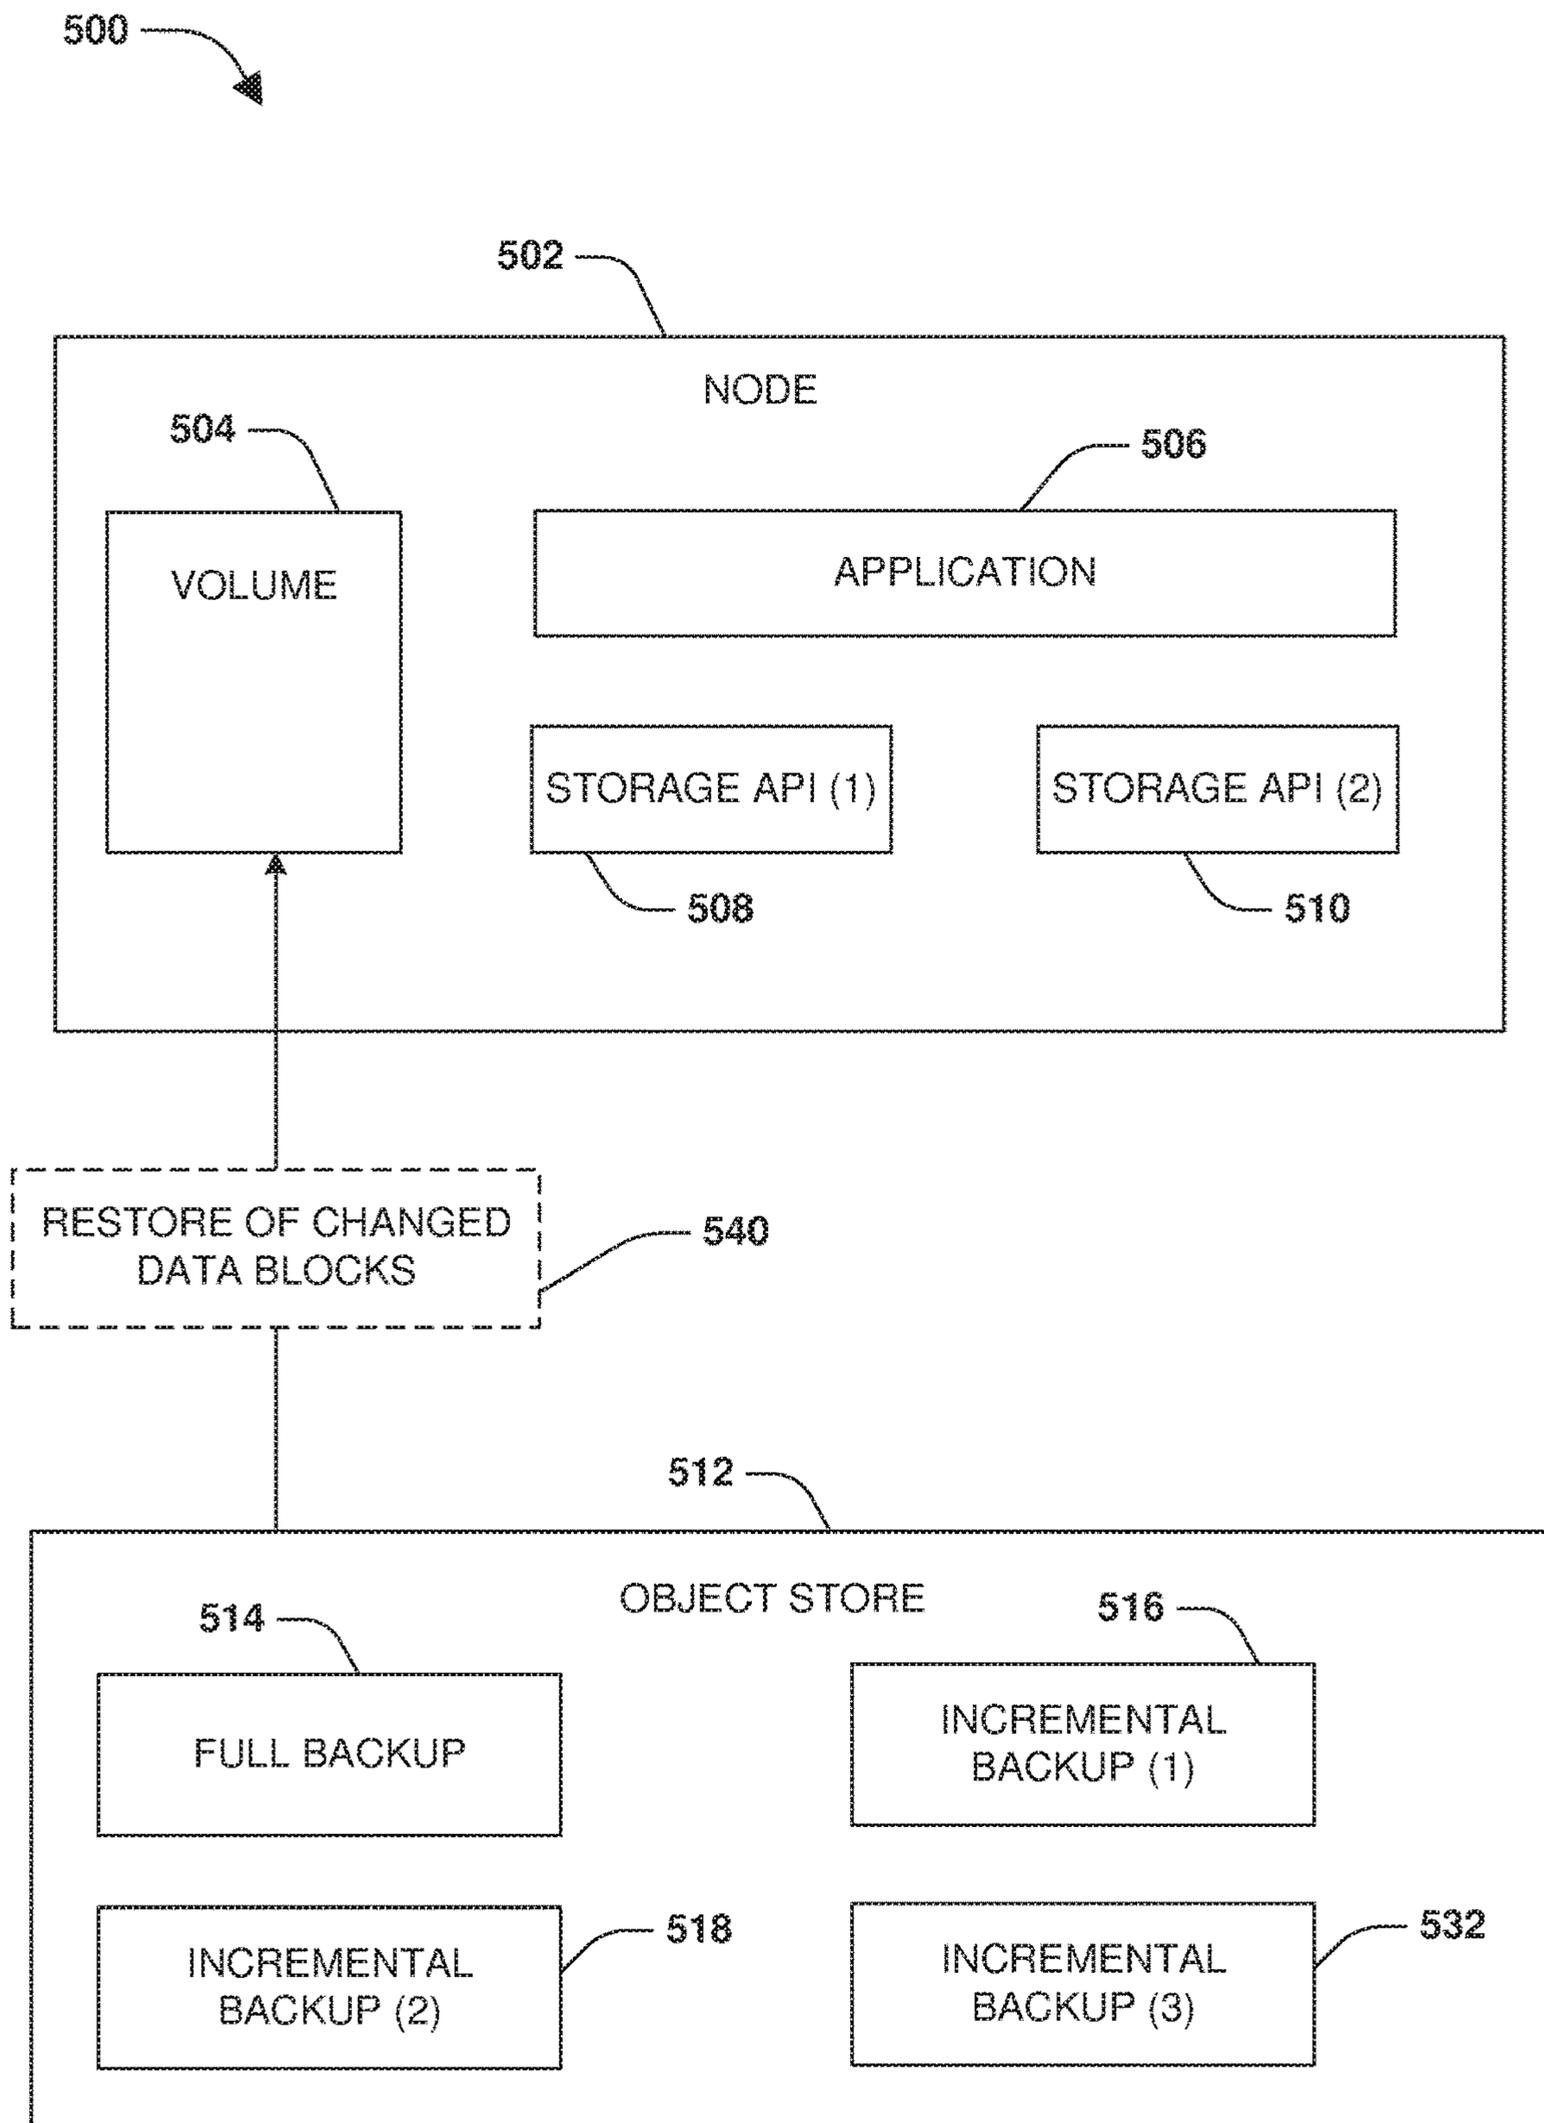 500
502
NODE
504
506
VOLUME
APPLICATION
STORAGE API (1)
STORAGE API (2)
508
510
RESTORE OF CHANGED
DATA BLOCKS
540
512
OBJECT STORE
514
516
FULL BACKUP
INCREMENTAL
BACKUP (1)
518
532
INCREMENTAL
BACKUP (2)
INCREMENTAL
BACKUP (3)